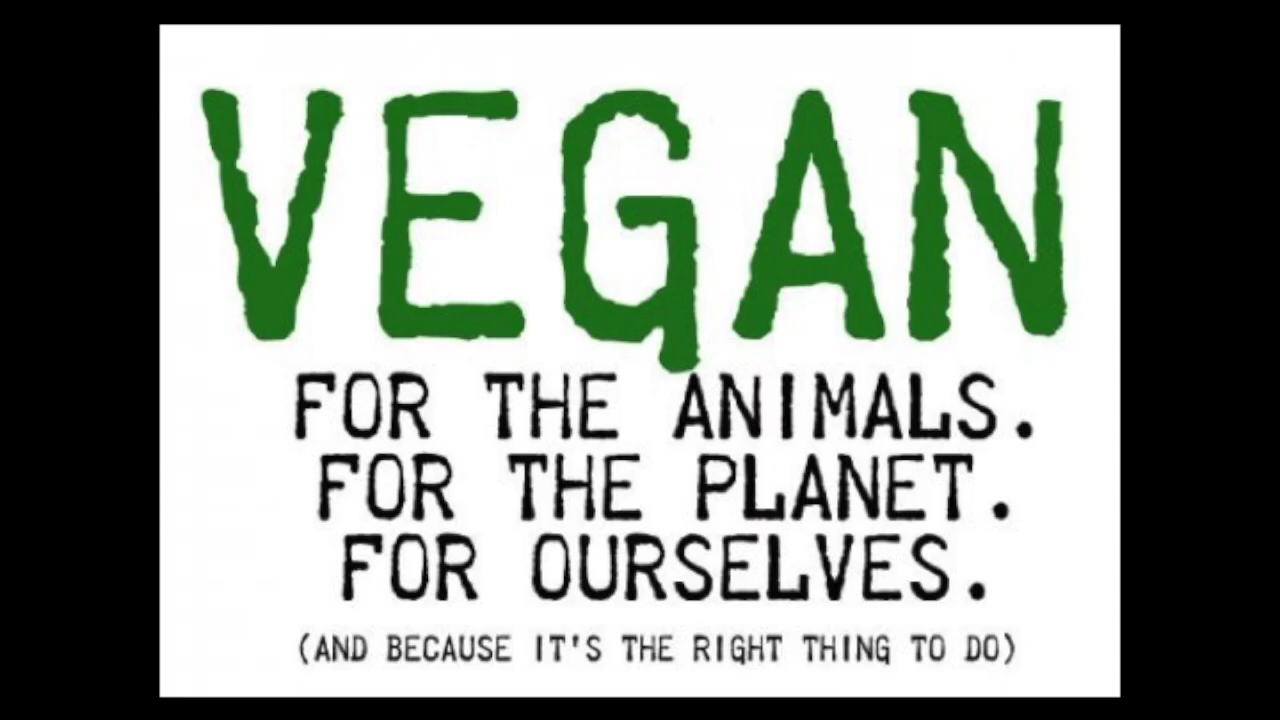 VEGAN
FOR THE ANIMALS.
FOR THE PLANET.
FOR OURSELVES.
(AND BECAUSE IT'S THE RIGHT THING TO DO)